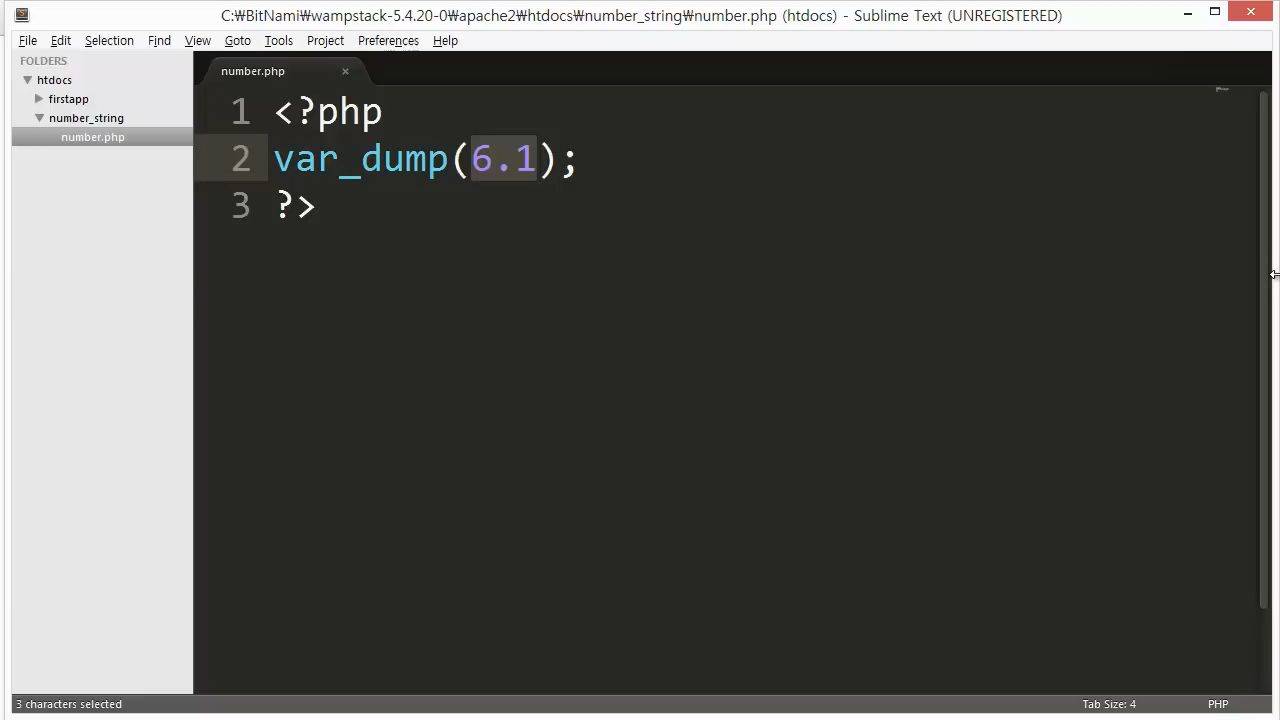 C:₩BitNami₩wampstack-5.4.20-0₩apache2₩htdocs₩number_string₩number.php (htdocs) - Sublime Text (UNREGISTERED)
File Edit Selection Find View Goto Tools Project Preferences Help
FOLDERS
htdocs
firstapp
number_string
number.php
number.php
1 <?php
2 var_dump(6.1);
3 ?>
3 characters selected
Tab Size: 4
PHP